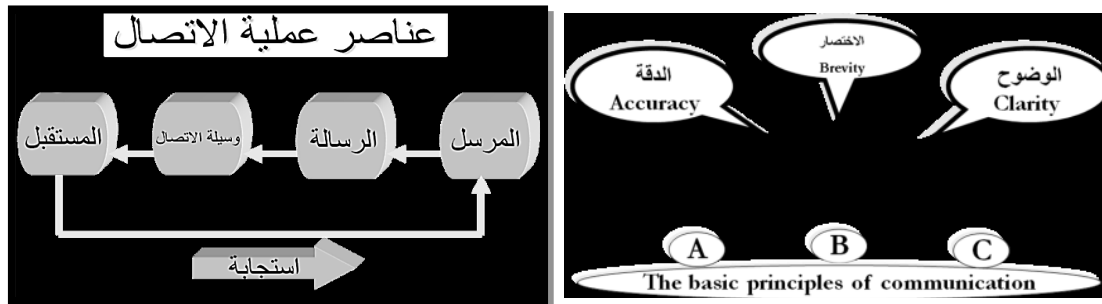 عناصر عملية الاتصال
المرسل
الرسالة
وسيلة الاتصال
المستقبل
استجابة
الدقة
Accuracy
الاختصار
Brevity
الوضوح
Clarity
A
B
C
The basic principles of communication